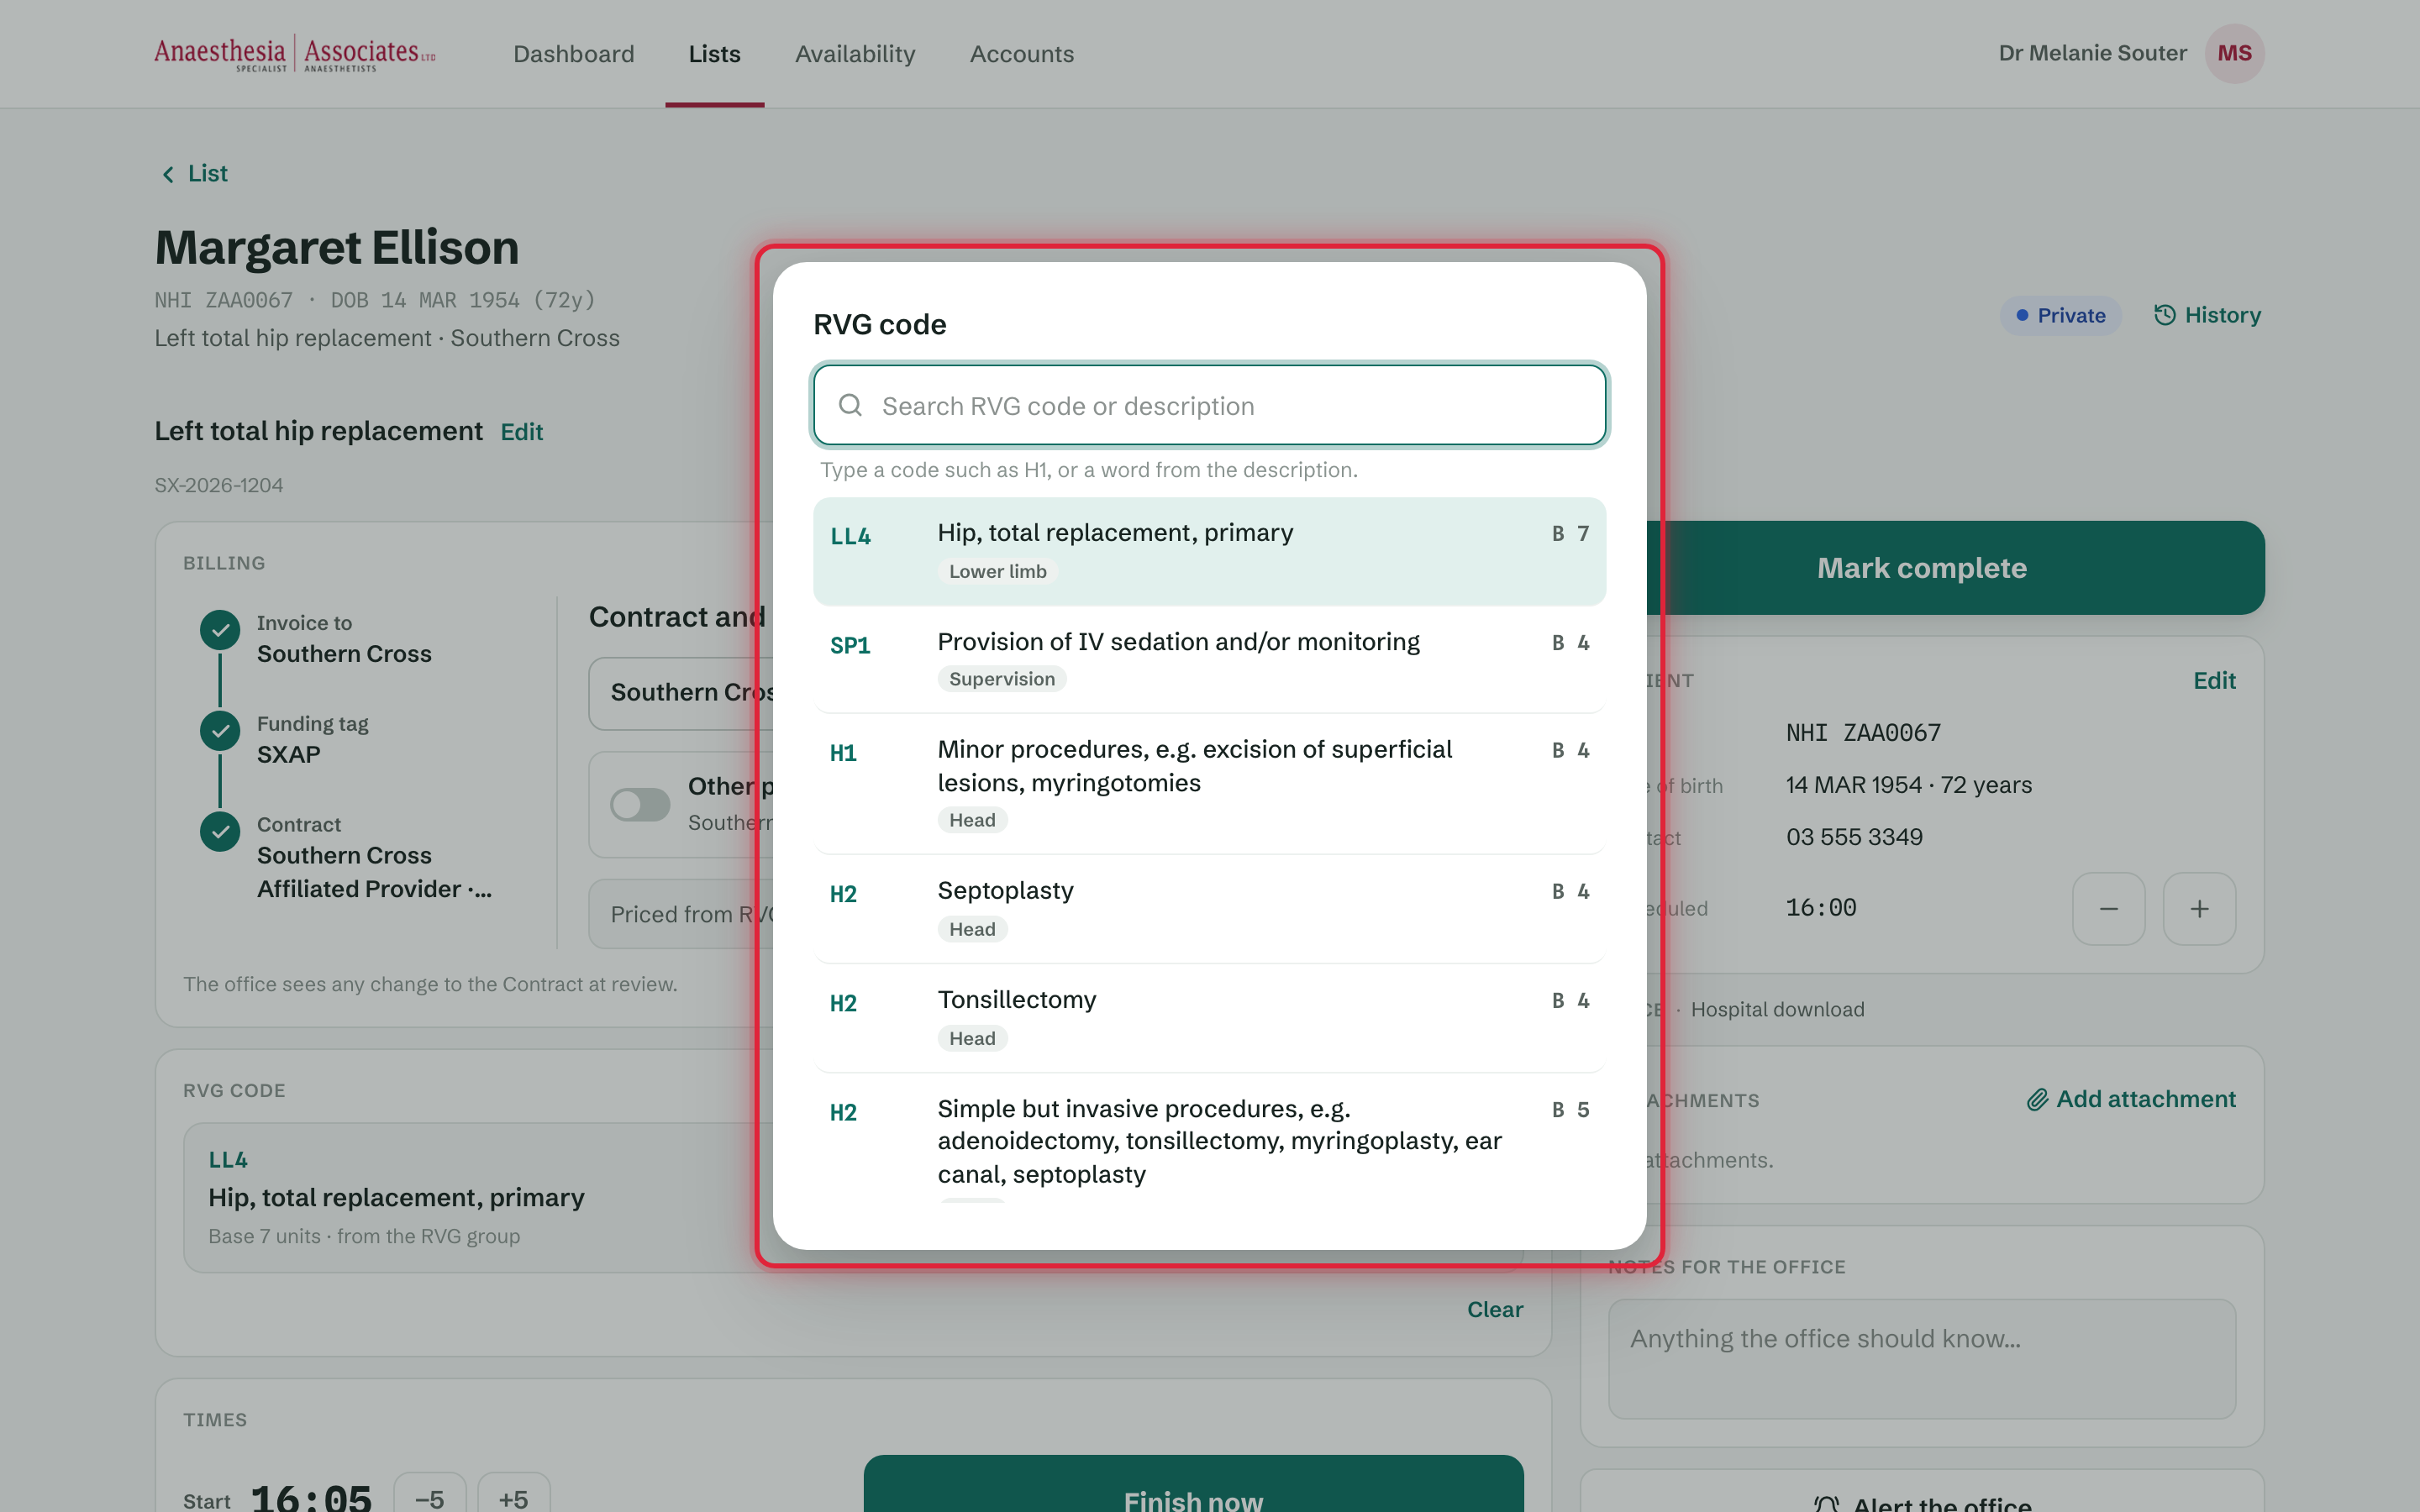 Anaesthesia Associates LTD
SPECIALIST ANAESTHETISTS
Dashboard
Lists
Availability
Accounts
Dr Melanie Souter
MS
List
Margaret Ellison
NHI ZAA0067 · DOB 14 MAR 1954 (72y)
Left total hip replacement · Southern Cross
Private
History
Left total hip replacement Edit
SX-2026-1204
BILLING
Invoice to
Southern Cross
Funding tag
SXAP
Contract
Southern Cross
Affiliated Provider ·...
Contract and
Southern Cros
Other p
Southern
Priced from RVG
The office sees any change to the Contract at review.
RVG CODE
LL4
Hip, total replacement, primary
Base 7 units · from the RVG group
Clear
TIMES
Start 16:05 −5 +5
Finish now
RVG code
Search RVG code or description
Type a code such as H1, or a word from the description.
LL4 Hip, total replacement, primary B 7
Lower limb
SP1 Provision of IV sedation and/or monitoring B 4
Supervision
H1 Minor procedures, e.g. excision of superficial B 4
lesions, myringotomies
Head
H2 Septoplasty B 4
Head
H2 Tonsillectomy B 4
Head
H2 Simple but invasive procedures, e.g. B 5
adenoidectomy, tonsillectomy, myringoplasty, ear
canal, septoplasty
Mark complete
Edit
NHI ZAA0067
of birth 14 MAR 1954 · 72 years
03 555 3349
16:00 − +
· Hospital download
Add attachment
attachments.
NOTES FOR THE OFFICE
Anything the office should know...
Alert the office